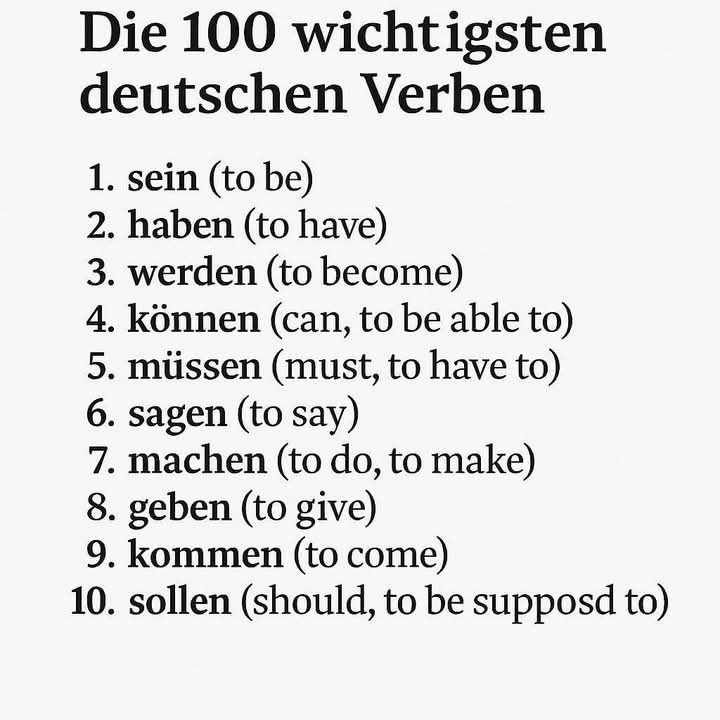 Die 100 wichtigsten
deutschen Verben
1. sein (to be)
2. haben (to have)
3. werden (to become)
4. können (can, to be able to)
5. müssen (must, to have to)
6. sagen (to say)
7. machen (to do, to make)
8. geben (to give)
9. kommen (to come)
10. sollen (should, to be supposd to)